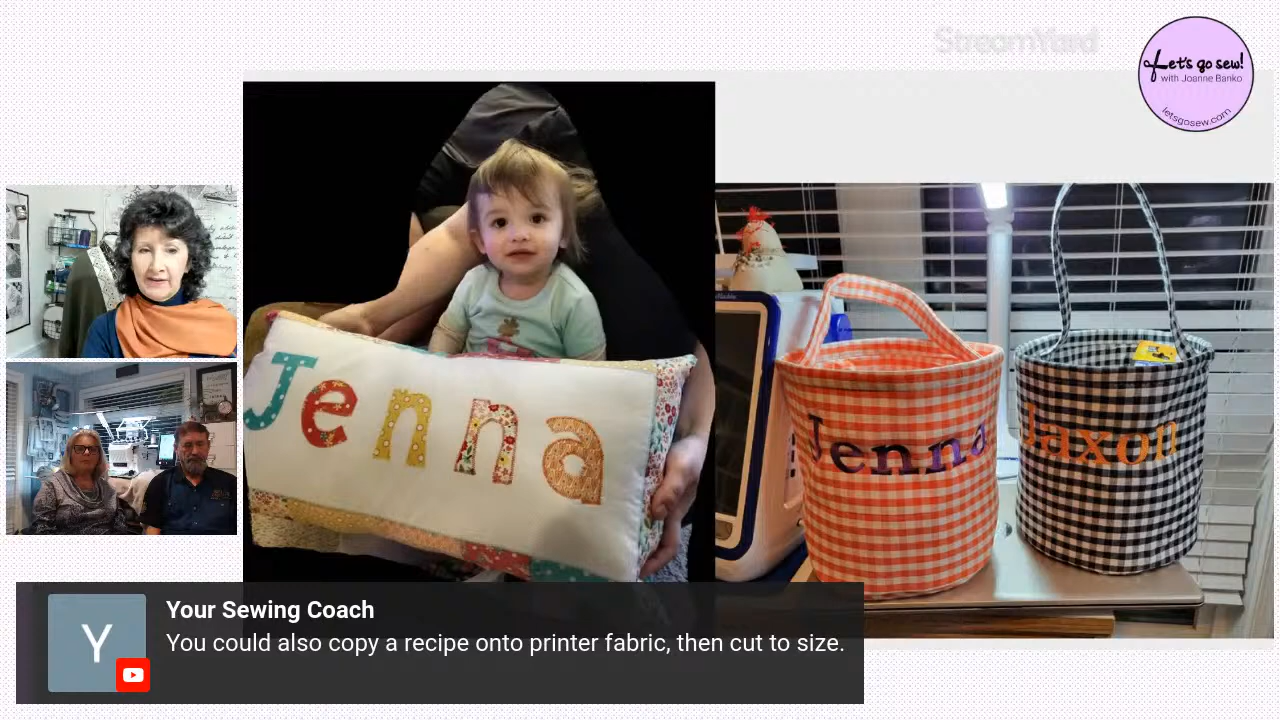 StreamYard
Let's go sew!
with Joanne Banko
letsgosew.com
Jenna
Jenna
Jaxon
Y
Your Sewing Coach
You could also copy a recipe onto printer fabric, then cut to size.